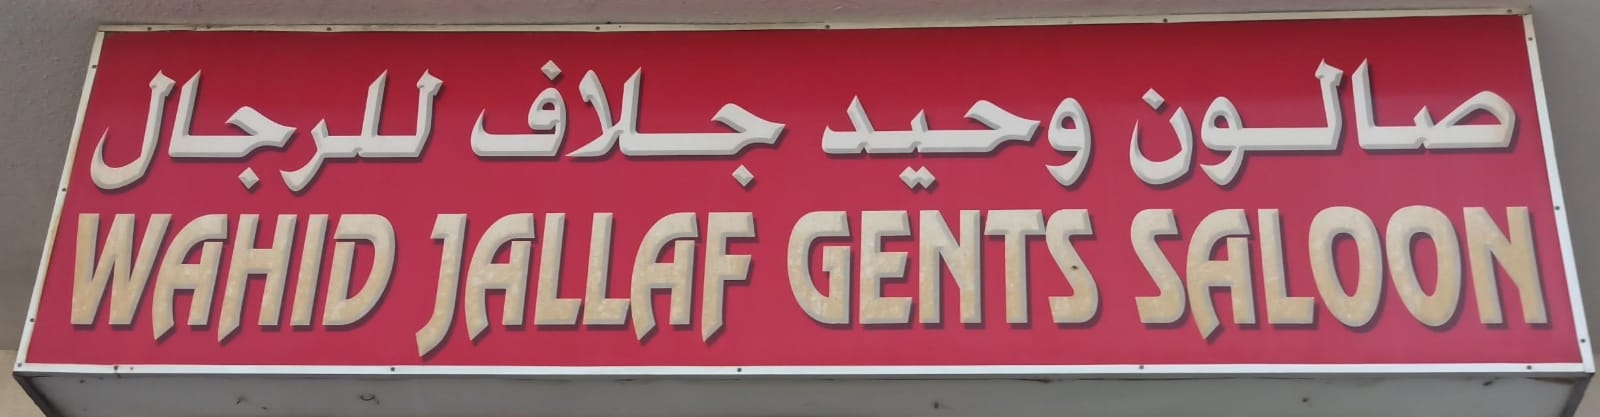 صالون وحيد جلاف للرجال
WAHID JALLAF GENTS SALOON